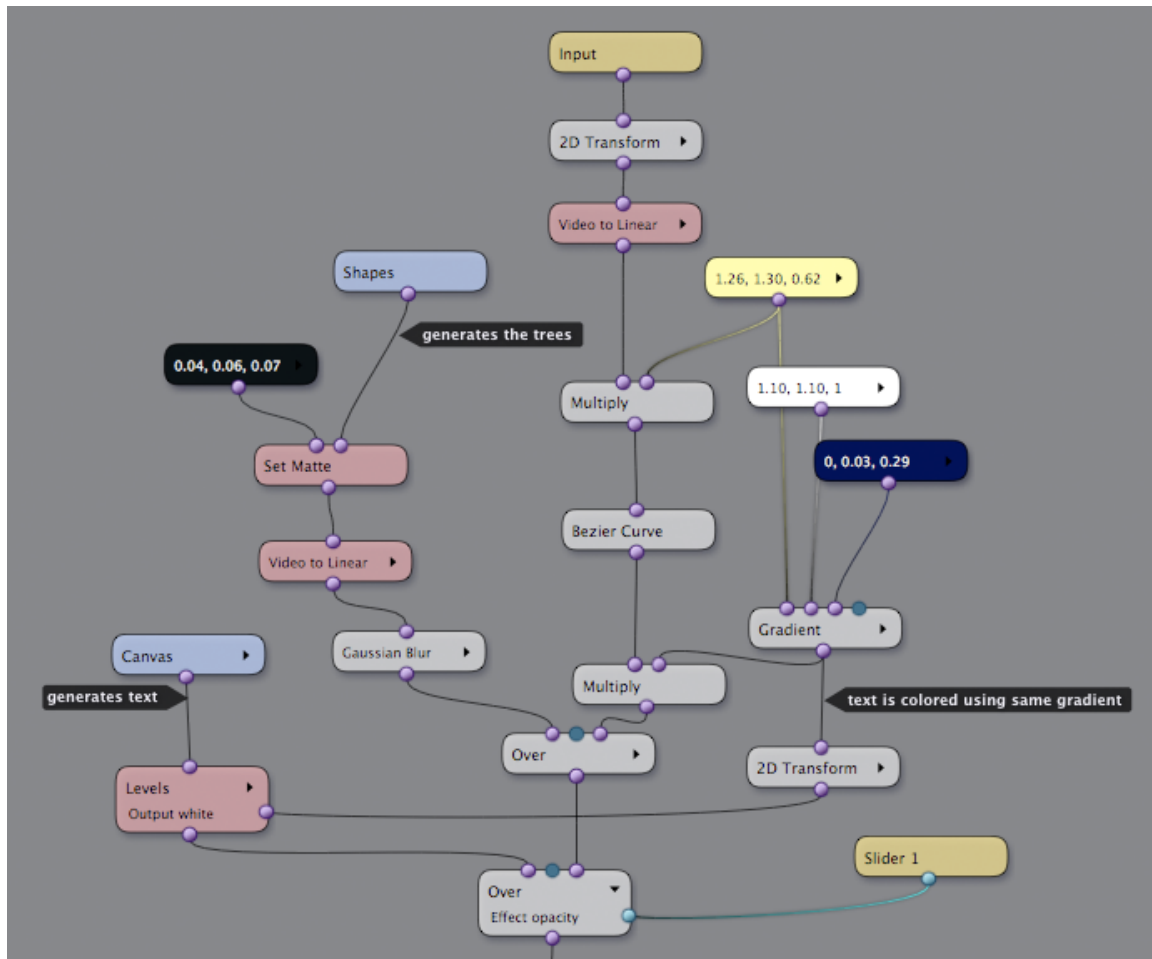 Input
2D Transform
Video to Linear
Shapes
1.26, 1.30, 0.62
generates the trees
0.04, 0.06, 0.07
1.10, 1.10, 1
Multiply
0, 0.03, 0.29
Set Matte
Bezier Curve
Video to Linear
Gradient
Canvas
Gaussian Blur
Multiply
generates text
text is colored using same gradient
Over
2D Transform
Levels
Output white
Slider 1
Over
Effect opacity